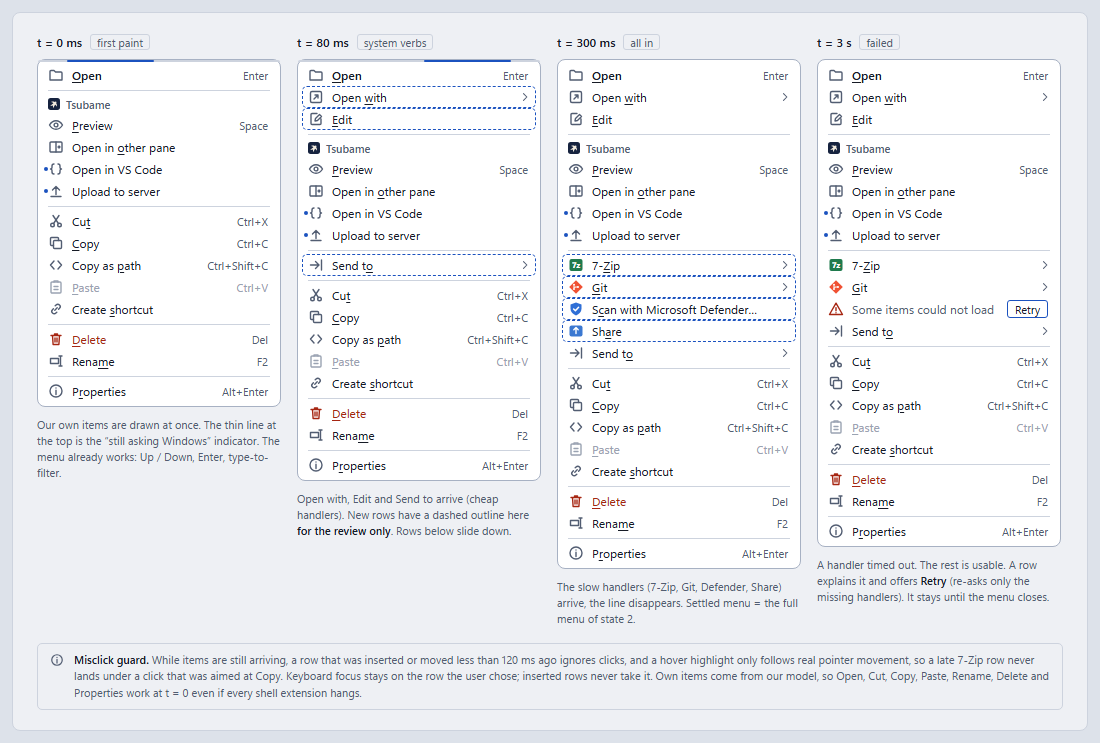 t = 0 ms first paint
Open Enter
Tsubame
Preview Space
Open in other pane
Open in VS Code
Upload to server
Cut Ctrl+X
Copy Ctrl+C
Copy as path Ctrl+Shift+C
Paste Ctrl+V
Create shortcut
Delete Del
Rename F2
Properties Alt+Enter
Our own items are drawn at once. The thin line at
the top is the “still asking Windows” indicator. The
menu already works: Up / Down, Enter, type-to-
filter.
t = 80 ms system verbs
Open Enter
Open with
Edit
Tsubame
Preview Space
Open in other pane
Open in VS Code
Upload to server
Send to
Cut Ctrl+X
Copy Ctrl+C
Copy as path Ctrl+Shift+C
Paste Ctrl+V
Create shortcut
Delete Del
Rename F2
Properties Alt+Enter
Open with, Edit and Send to arrive (cheap
handlers). New rows have a dashed outline here
for the review only. Rows below slide down.
t = 300 ms all in
Open Enter
Open with
Edit
Tsubame
Preview Space
Open in other pane
Open in VS Code
Upload to server
7z 7-Zip
Git
Scan with Microsoft Defender...
Share
Send to
Cut Ctrl+X
Copy Ctrl+C
Copy as path Ctrl+Shift+C
Paste Ctrl+V
Create shortcut
Delete Del
Rename F2
Properties Alt+Enter
The slow handlers (7-Zip, Git, Defender, Share)
arrive, the line disappears. Settled menu = the full
menu of state 2.
t = 3 s failed
Open Enter
Open with
Edit
Tsubame
Preview Space
Open in other pane
Open in VS Code
Upload to server
7z 7-Zip
Git
Some items could not load Retry
Send to
Cut Ctrl+X
Copy Ctrl+C
Copy as path Ctrl+Shift+C
Paste Ctrl+V
Create shortcut
Delete Del
Rename F2
Properties Alt+Enter
A handler timed out. The rest is usable. A row
explains it and offers Retry (re-asks only the
missing handlers). It stays until the menu closes.
Misclick guard. While items are still arriving, a row that was inserted or moved less than 120 ms ago ignores clicks, and a hover highlight only follows real pointer movement, so a late 7-Zip row never
lands under a click that was aimed at Copy. Keyboard focus stays on the row the user chose; inserted rows never take it. Own items come from our model, so Open, Cut, Copy, Paste, Rename, Delete and
Properties work at t = 0 even if every shell extension hangs.